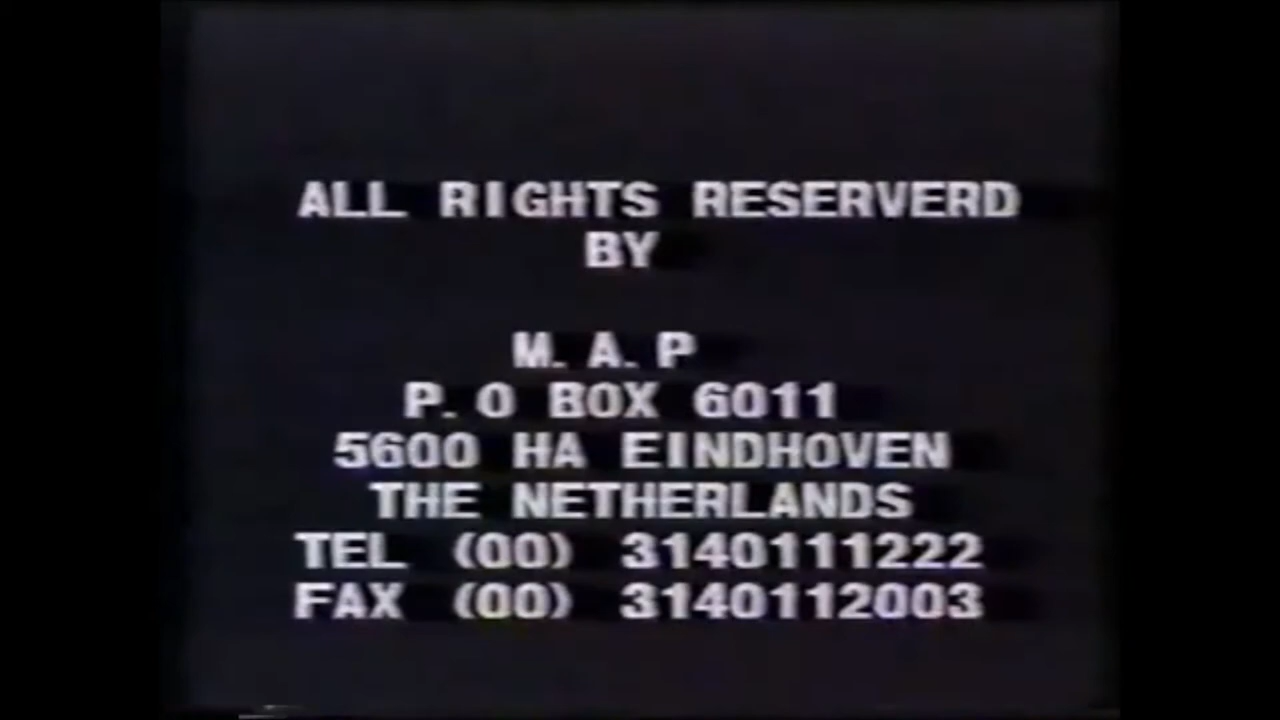 ALL RIGHTS RESERVERD
BY
M. A. P
P. O BOX 6011
5600 HA EINDHOVEN
THE NETHERLANDS
TEL (00) 3140111222
FAX (00) 3140112003